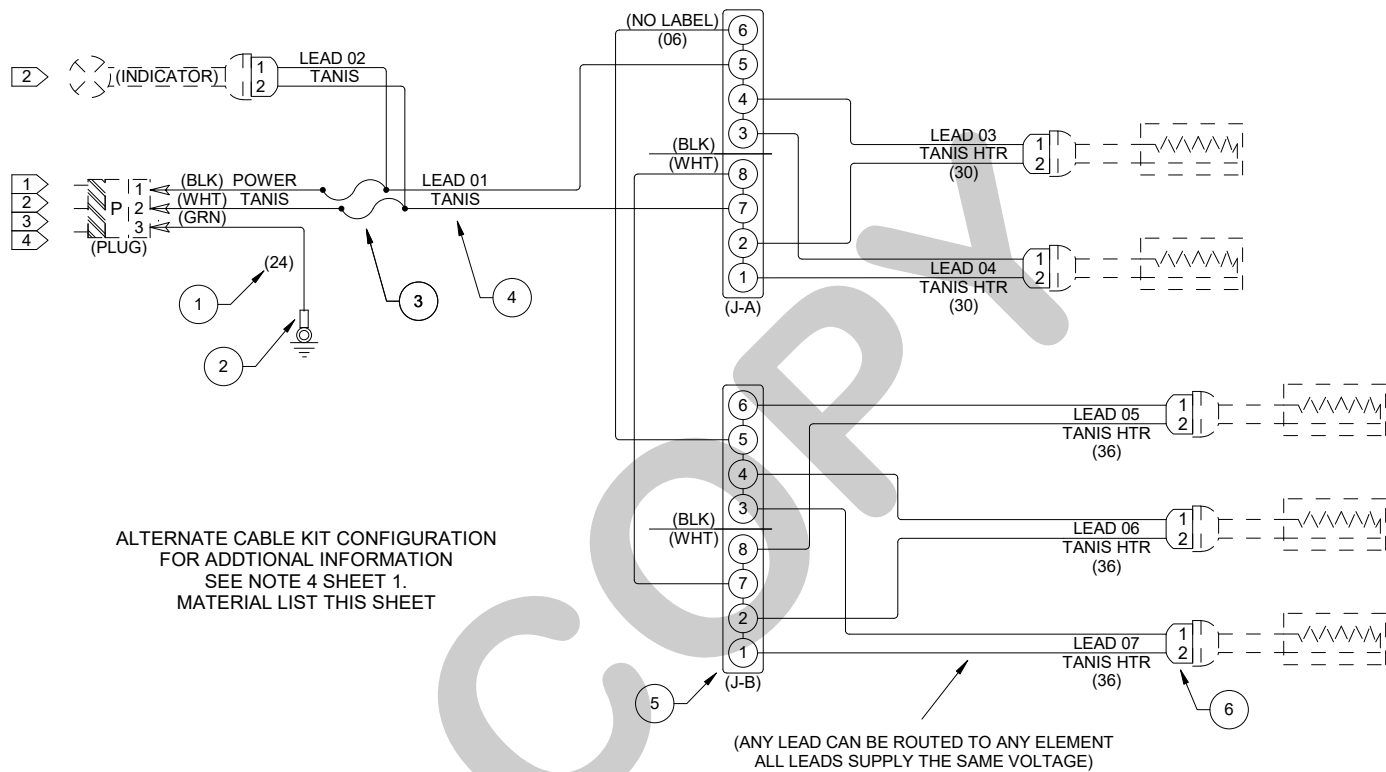 2
(INDICATOR)
1
2
LEAD 02
TANIS
1
2
3
4
P
1
2
3
(PLUG)
(BLK) POWER
(WHT) TANIS
(GRN)
(24)
1
2
3
4
LEAD 01
TANIS
(NO LABEL)
(06)
6
5
4
3
(BLK)
(WHT)
8
7
2
1
(J-A)
LEAD 03
TANIS HTR
(30)
1
2
LEAD 04
TANIS HTR
(30)
1
2
6
5
4
3
(BLK)
(WHT)
8
7
2
1
(J-B)
5
LEAD 05
TANIS HTR
(36)
1
2
LEAD 06
TANIS HTR
(36)
1
2
LEAD 07
TANIS HTR
(36)
1
2
6
ALTERNATE CABLE KIT CONFIGURATION
FOR ADDTIONAL INFORMATION
SEE NOTE 4 SHEET 1.
MATERIAL LIST THIS SHEET
(ANY LEAD CAN BE ROUTED TO ANY ELEMENT
ALL LEADS SUPPLY THE SAME VOLTAGE)
COPY